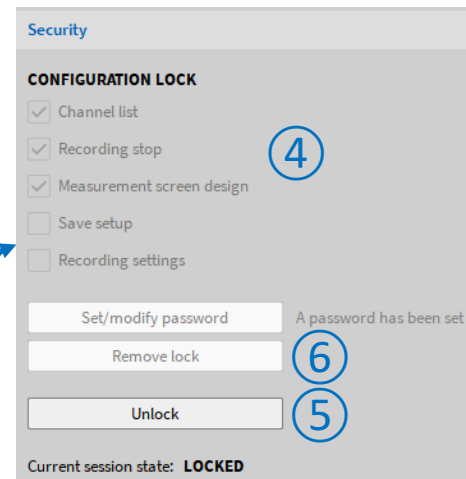 Security
CONFIGURATION LOCK
Channel list
Recording stop
4
Measurement screen design
Save setup
Recording settings
Set/modify password A password has been set
Remove lock 6
Unlock 5
Current session state: LOCKED